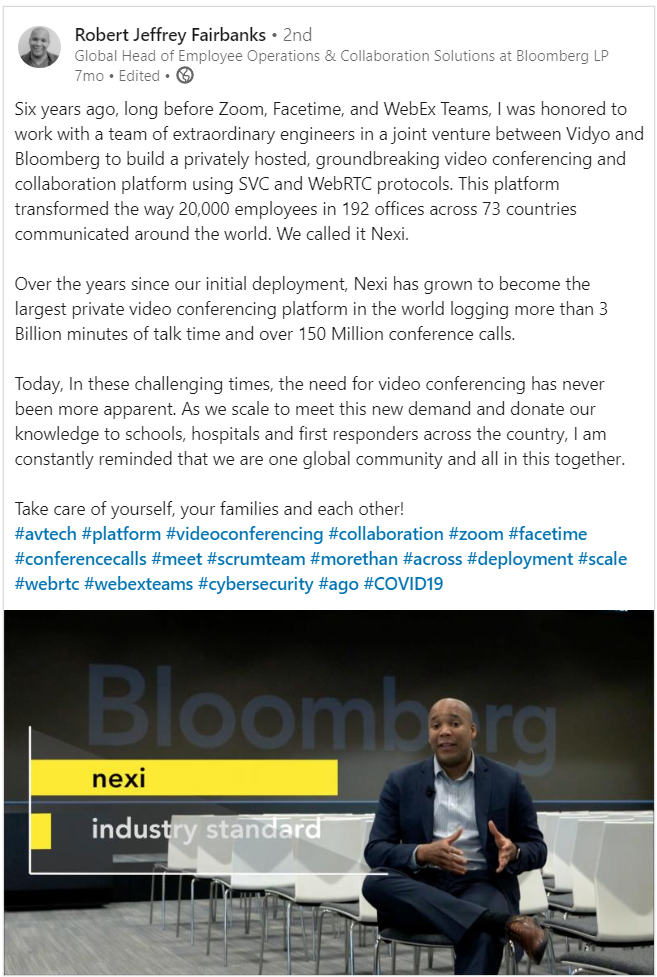 Robert Jeffrey Fairbanks • 2nd
Global Head of Employee Operations & Collaboration Solutions at Bloomberg LP
7mo • Edited •
Six years ago, long before Zoom, Facetime, and WebEx Teams, I was honored to
work with a team of extraordinary engineers in a joint venture between Vidyo and
Bloomberg to build a privately hosted, groundbreaking video conferencing and
collaboration platform using SVC and WebRTC protocols. This platform
transformed the way 20,000 employees in 192 offices across 73 countries
communicated around the world. We called it Nexi.
Over the years since our initial deployment, Nexi has grown to become the
largest private video conferencing platform in the world logging more than 3
Billion minutes of talk time and over 150 Million conference calls.
Today, In these challenging times, the need for video conferencing has never
been more apparent. As we scale to meet this new demand and donate our
knowledge to schools, hospitals and first responders across the country, I am
constantly reminded that we are one global community and all in this together.
Take care of yourself, your families and each other!
#avtech #platform #videoconferencing #collaboration #zoom #facetime
#conferencecalls #meet #scrumteam #morethan #across #deployment #scale
#webrtc #webexteams #cybersecurity #ago #COVID19
Bloomberg
nexi
industry standard